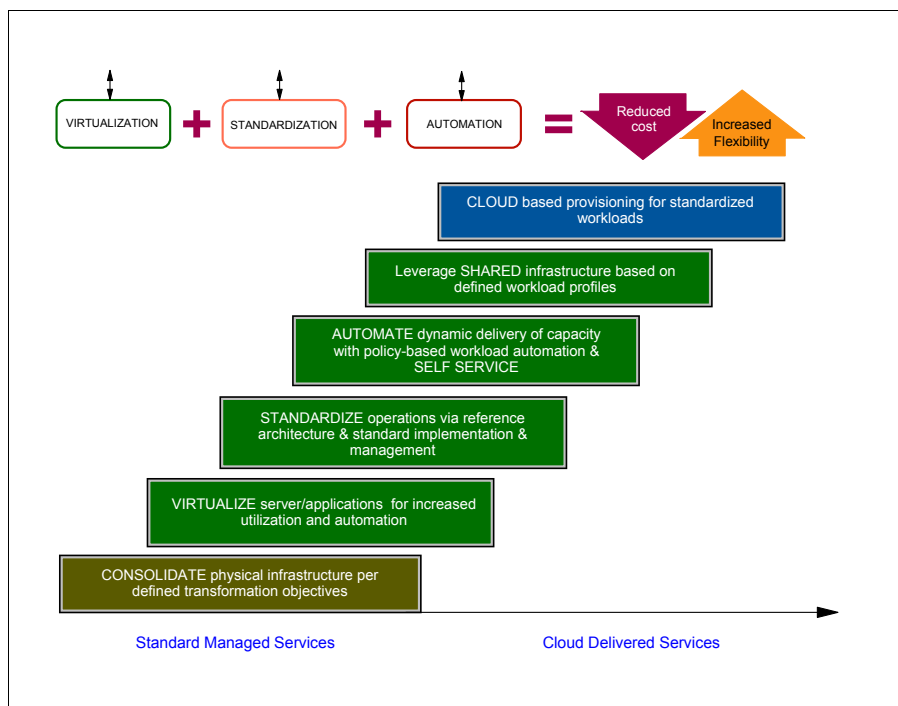 VIRTUALIZATION
STANDARDIZATION
AUTOMATION
Reduced
cost
Increased
Flexibility
CLOUD based provisioning for standardized
workloads
Leverage SHARED infrastructure based on
defined workload profiles
AUTOMATE dynamic delivery of capacity
with policy-based workload automation &
SELF SERVICE
STANDARDIZE operations via reference
architecture & standard implementation &
management
VIRTUALIZE server/applications for increased
utilization and automation
CONSOLIDATE physical infrastructure per
defined transformation objectives
Standard Managed Services
Cloud Delivered Services